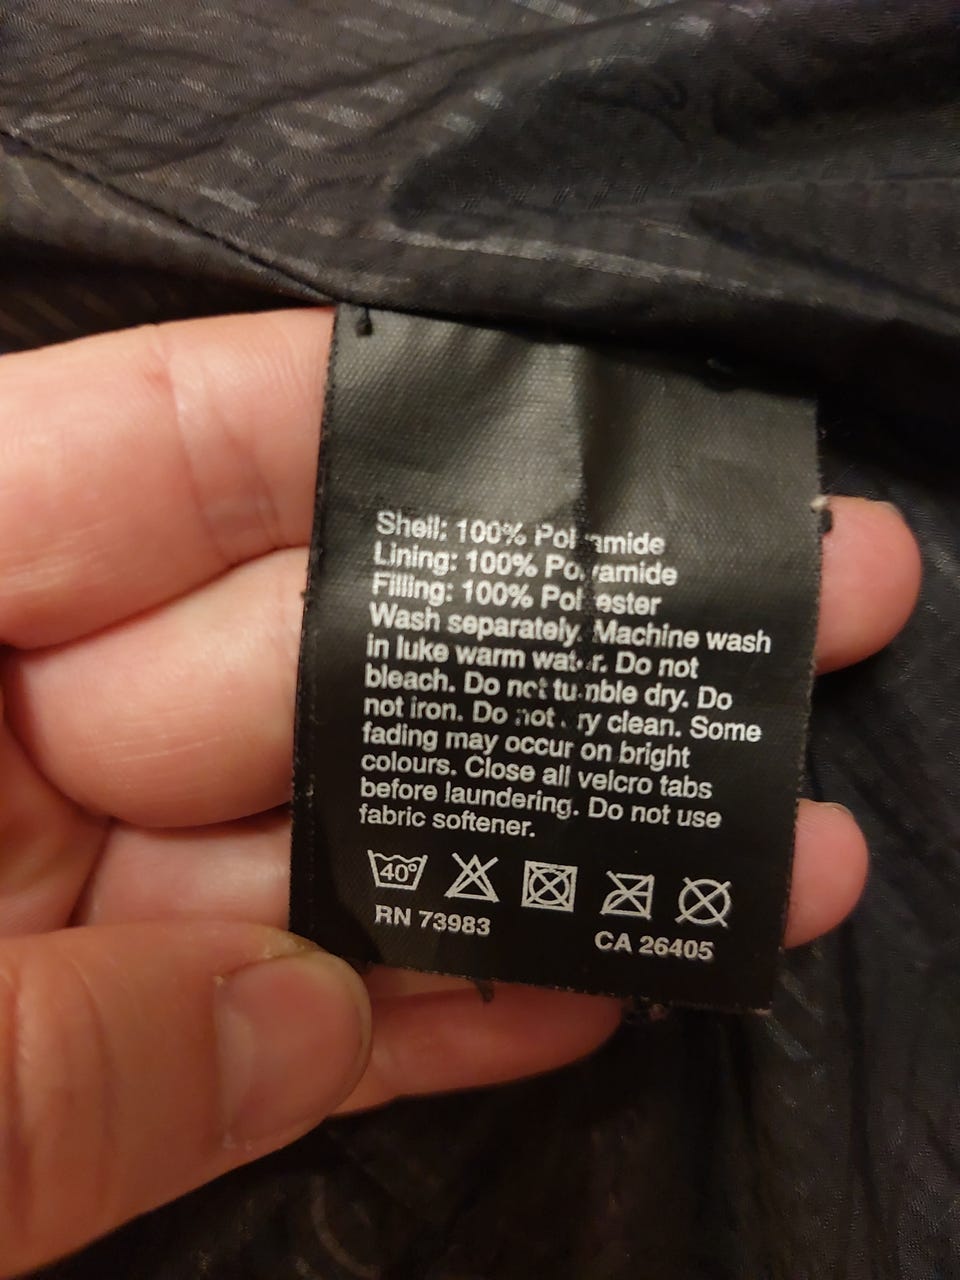 Shell: 100% Polyamide
Lining: 100% Polyamide
Filling: 100% Polyester
Wash separately. Machine wash
in luke warm water. Do not
bleach. Do not tumble dry. Do
not iron. Do not dry clean. Some
fading may occur on bright
colours. Close all velcro tabs
before laundering. Do not use
fabric softener.
40°
RN 73983
CA 26405